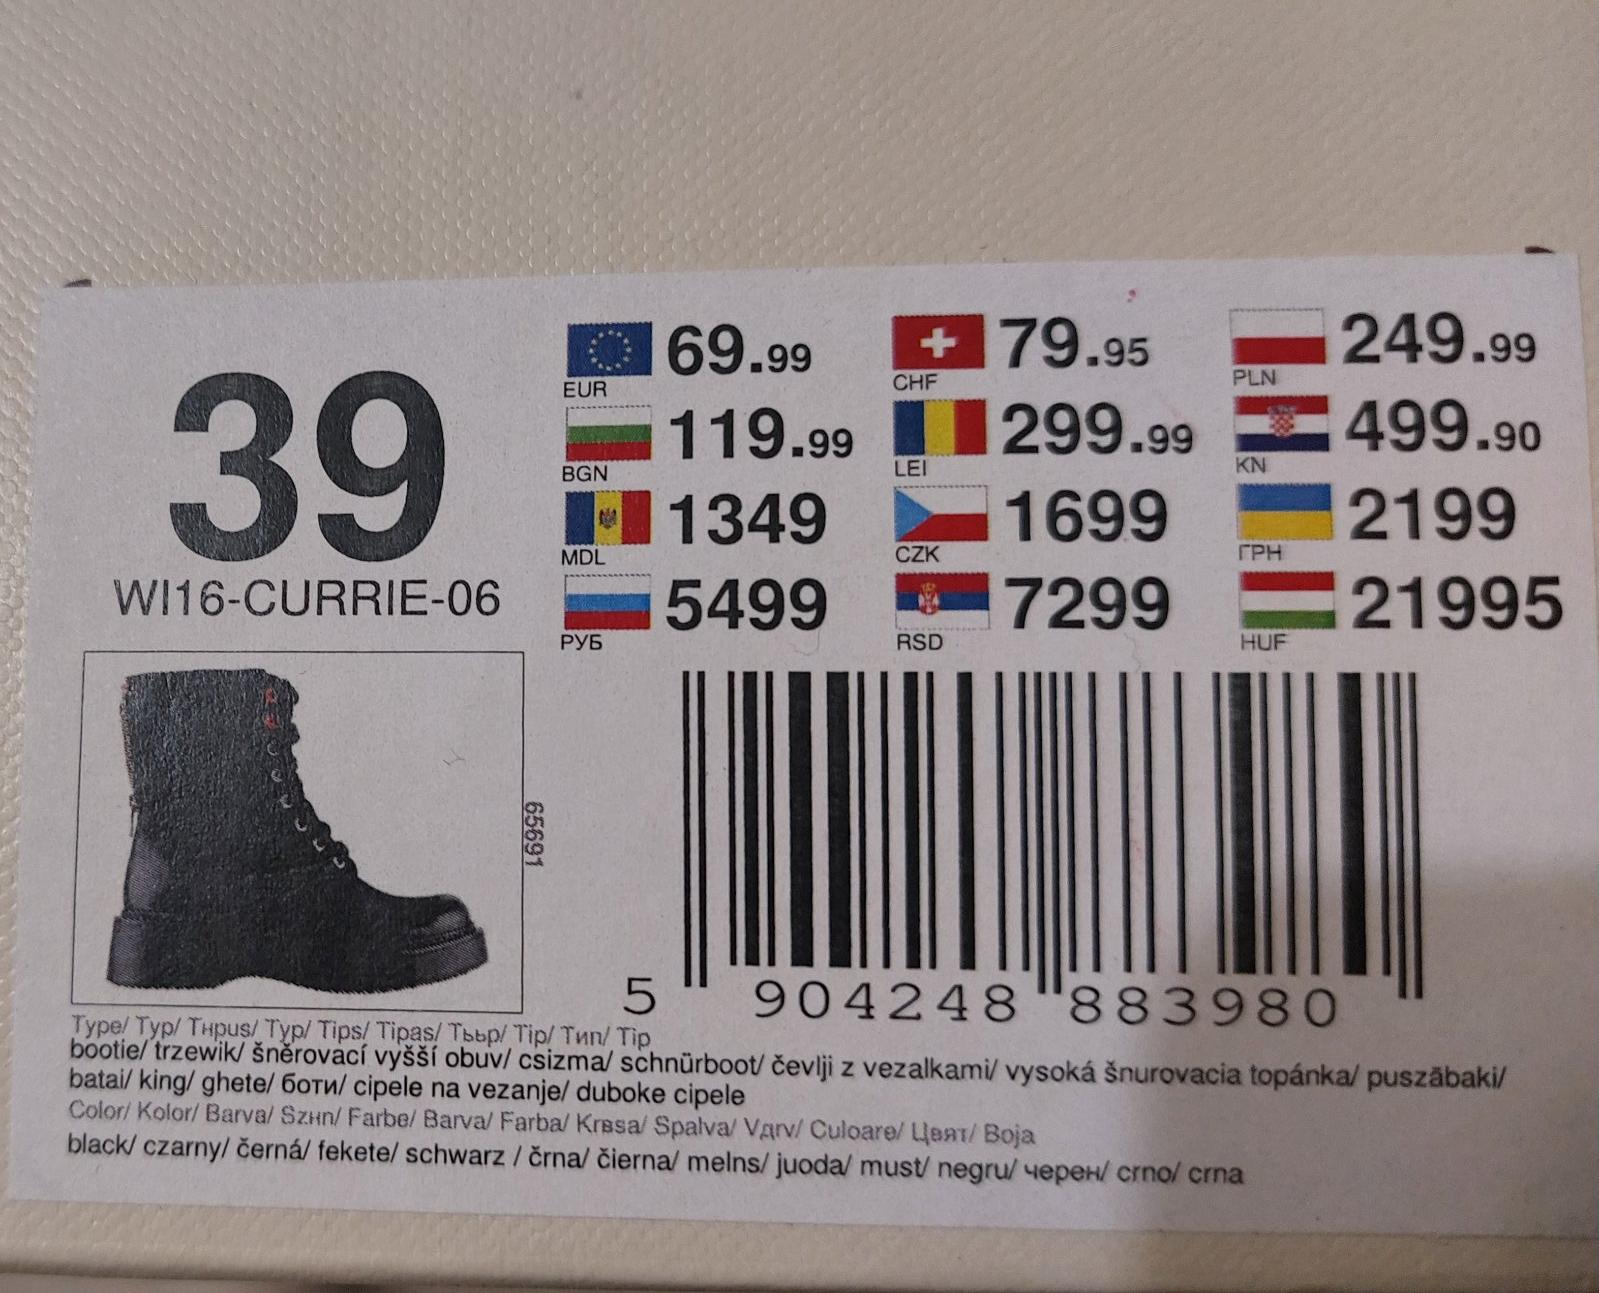 39
WI16-CURRIE-06
EUR 69.99
CHF 79.95
PLN 249.99
BGN 119.99
LEI 299.99
KN 499.90
MDL 1349
CZK 1699
ГРН 2199
РУБ 5499
RSD 7299
HUF 21995
65691
5 904248 883980
Type/ Typ/ Tнpus/ Typ/ Tips/ Tipas/ Tььp/ Tip/ Тип/ Tip
bootie/ trzewik/ šněrovací vyšší obuv/ csizma/ schnürboot/ čevlji z vezalkami/ vysoká šnurovacia topánka/ puszābaki/
batai/ king/ ghete/ боти/ cipele na vezanje/ duboke cipele
Color/ Kolor/ Barva/ Szнn/ Farbe/ Barva/ Farba/ Krвsa/ Spalva/ Vдrv/ Culoare/ Цвят/ Boja
black/ czarny/ černá/ fekete/ schwarz / črna/ čierna/ melns/ juoda/ must/ negru/ черен/ crno/ crna